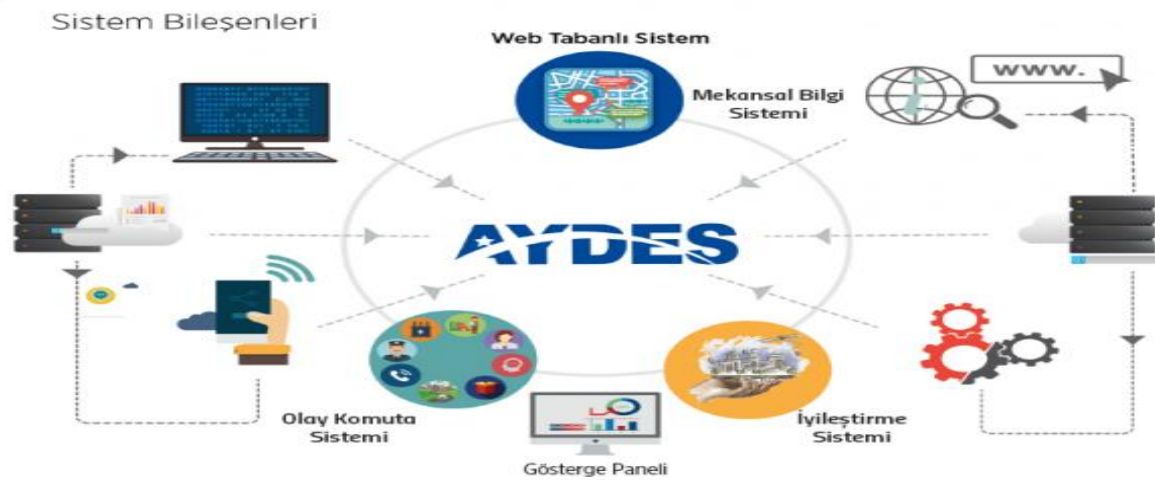 Sistem Bileşenleri
Web Tabanlı Sistem
Mekansal Bilgi
Sistemi
www.
AYDES
Olay Komuta
Sistemi
İyileştirme
Sistemi
Gösterge Paneli